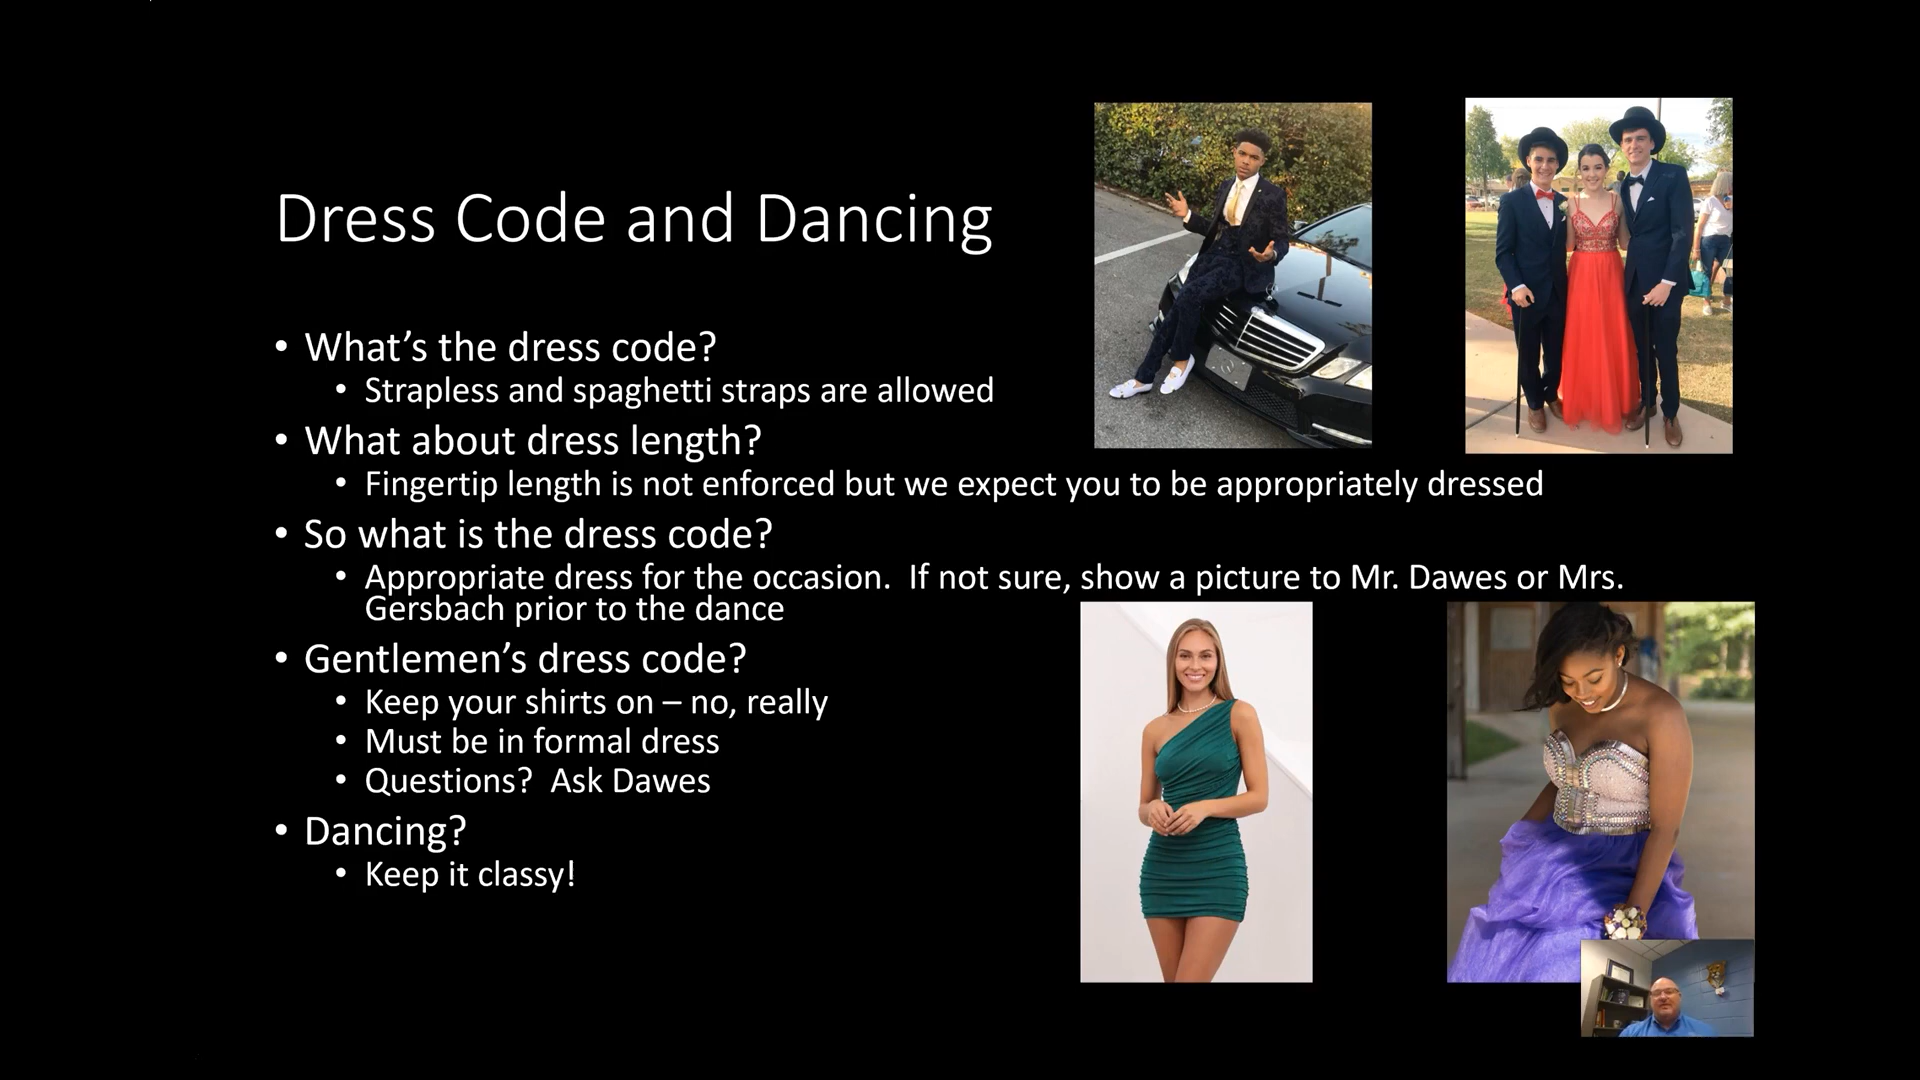 Dress Code and Dancing
• What’s the dress code?
• Strapless and spaghetti straps are allowed
• What about dress length?
• Fingertip length is not enforced but we expect you to be appropriately dressed
• So what is the dress code?
• Appropriate dress for the occasion.  If not sure, show a picture to Mr. Dawes or Mrs.
Gersbach prior to the dance
• Gentlemen’s dress code?
• Keep your shirts on – no, really
• Must be in formal dress
• Questions?  Ask Dawes
• Dancing?
• Keep it classy!